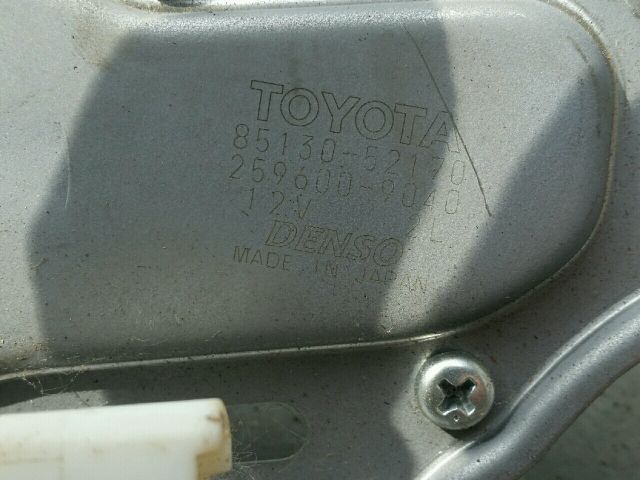 TOYOTA
85130-52170
259600-9040
12V L
DENSO
MADE IN JAPAN